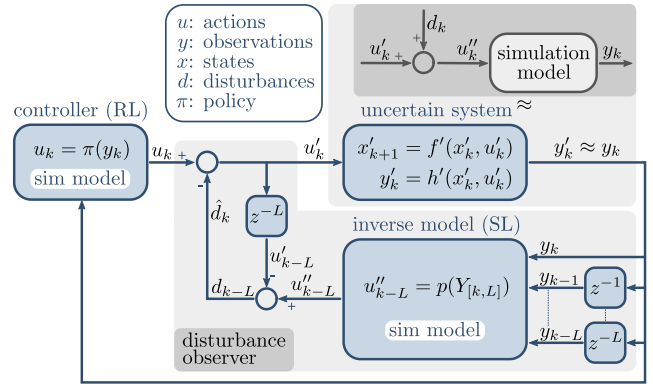 u: actions
y: observations
x: states
d: disturbances
π: policy
d_k
+
u'_k +
u''_k
simulation
model
y_k
controller (RL)
uncertain system ≈
u_k = π(y_k)
sim model
u_k +
-
u'_k
x'_{k+1} = f'(x'_k, u'_k)
y'_k = h'(x'_k, u'_k)
y'_k ≈ y_k
d̂_k
z^{-L}
inverse model (SL)
u'_{k-L}
-
y_k
d_{k-L}
u''_{k-L}
+
u''_{k-L} = p(Y_{[k,L]})
sim model
y_{k-1}
z^{-1}
y_{k-L}
z^{-L}
disturbance
observer